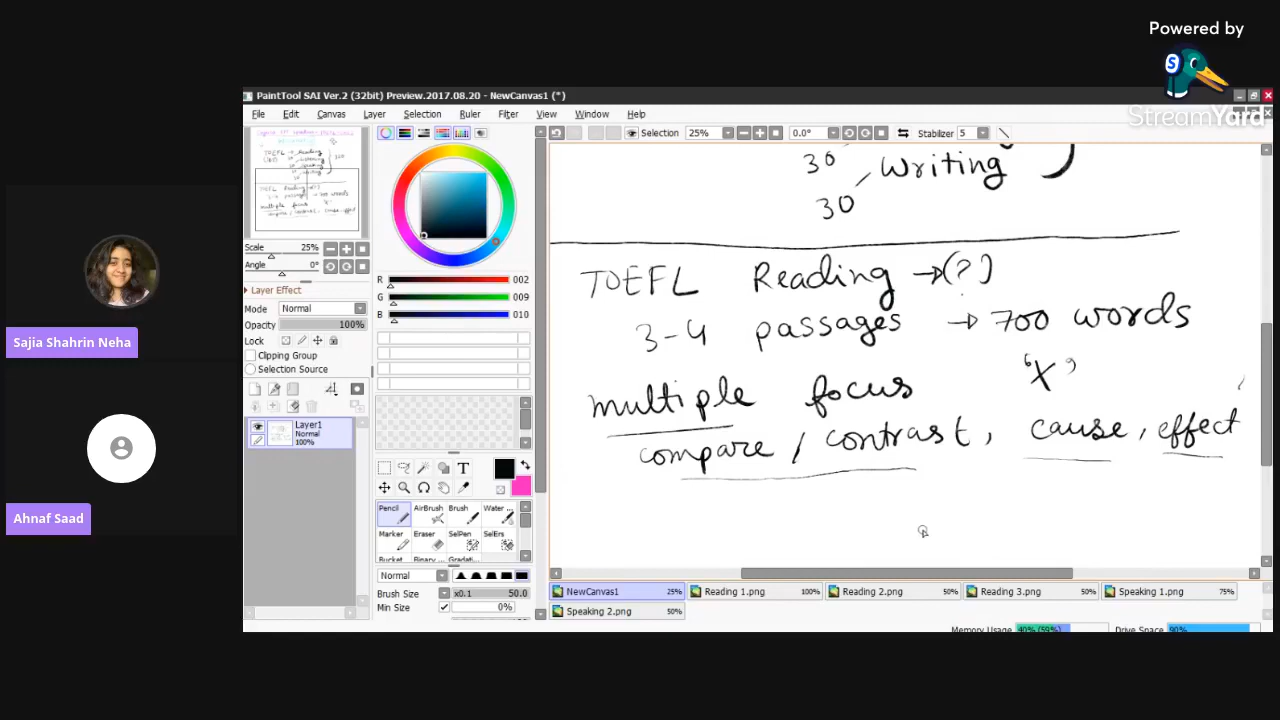 Powered by
StreamYard
PaintTool SAI Ver.2 (32bit) Preview.2017.08.20 - NewCanvas1 (*)
File Edit Canvas Layer Selection Ruler Filter View Window Help
Selection 25% 0.0° Stabilizer 5
Scale 25%
Angle 0°
Layer Effect
Mode Normal
Opacity 100%
Lock
Clipping Group
Selection Source
Layer1
Normal
100%
R 002
G 009
B 010
T
Pencil AirBrush Brush Water ...
Marker Eraser SelPen SelErs
Bucket Binary ... Gradati...
Normal
Brush Size x0.1 50.0
Min Size 0%
30 Writing
30
TOEFL Reading →(?)
3-4 passages → 700 words
'X'
multiple focus
compare / contrast, cause, effect
NewCanvas1 25% Reading 1.png 100% Reading 2.png 50% Reading 3.png 50% Speaking 1.png 75%
Speaking 2.png 50%
Memory Usage 40% (59%) Drive Space 90%
Sajia Shahrin Neha
Ahnaf Saad